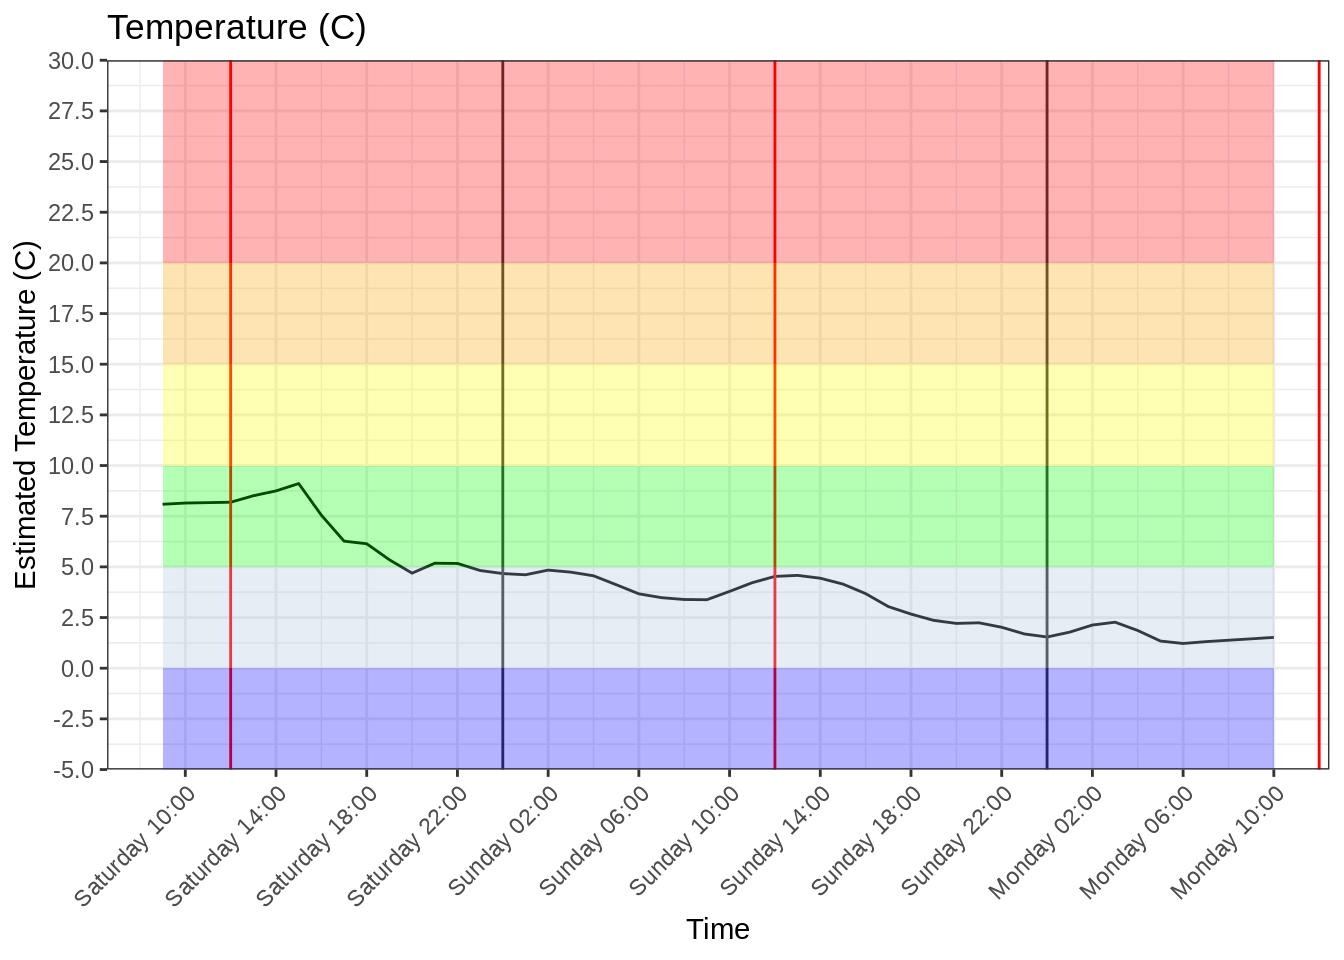 Temperature (C)
30.0
27.5
25.0
22.5
20.0
17.5
15.0
12.5
10.0
7.5
5.0
2.5
0.0
-2.5
-5.0
Estimated Temperature (C)
Saturday 10:00
Saturday 14:00
Saturday 18:00
Saturday 22:00
Sunday 02:00
Sunday 06:00
Sunday 10:00
Sunday 14:00
Sunday 18:00
Sunday 22:00
Monday 02:00
Monday 06:00
Monday 10:00
Time